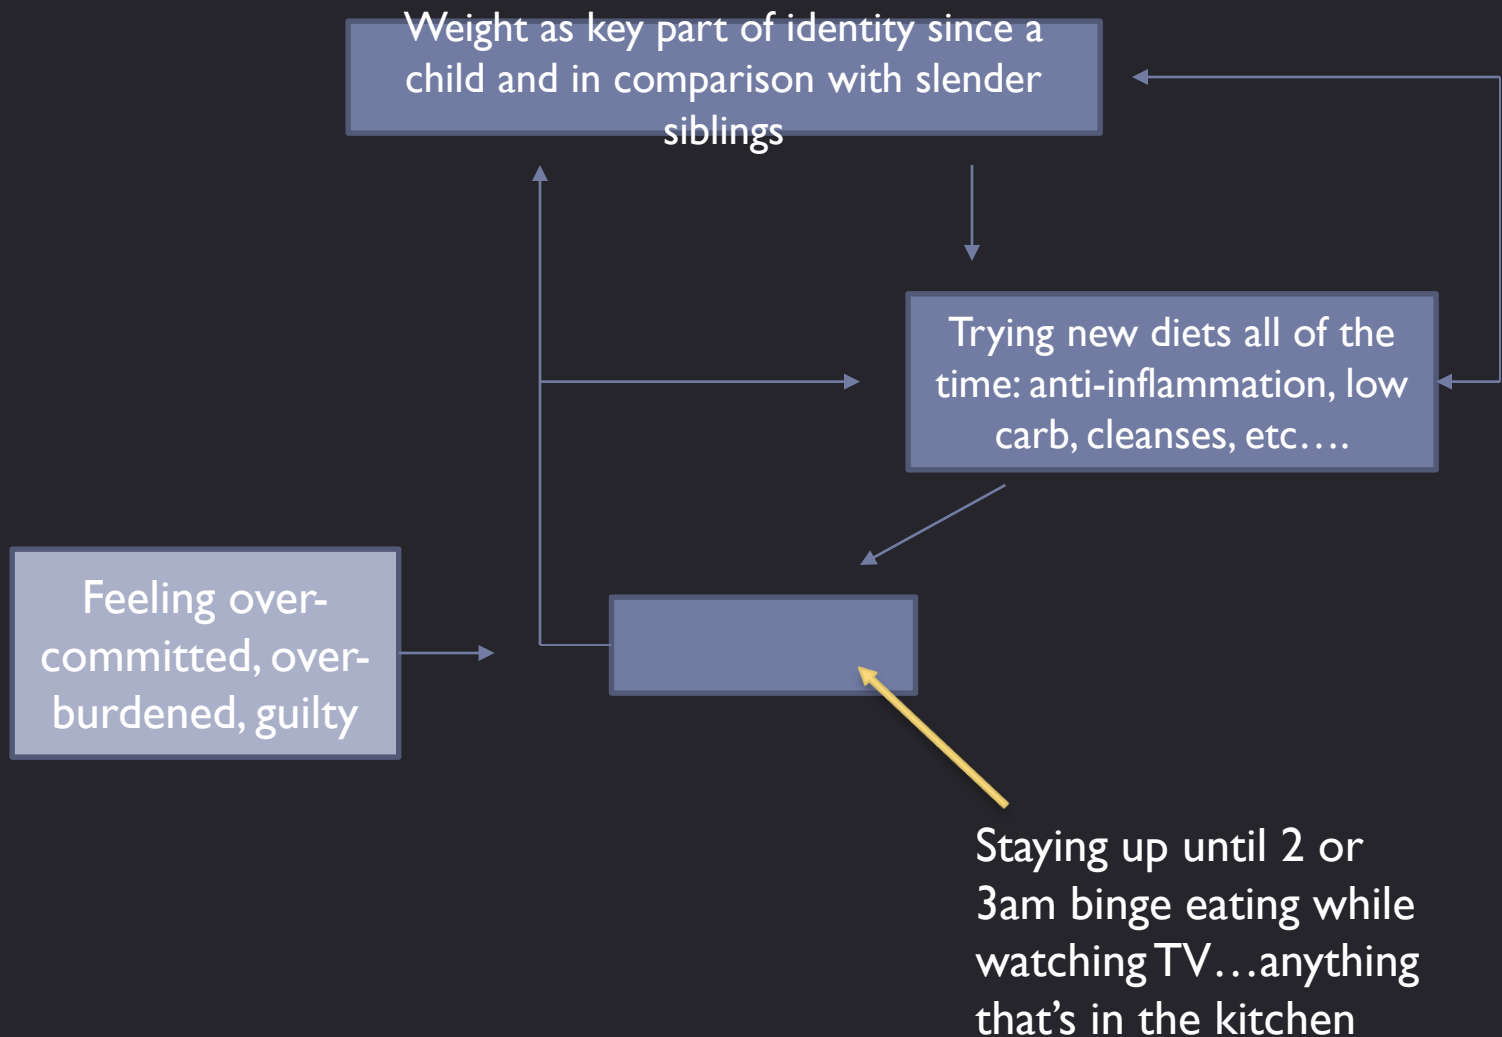 Weight as key part of identity since a
child and in comparison with slender
siblings
Trying new diets all of the
time: anti-inflammation, low
carb, cleanses, etc….
Feeling over-
committed, over-
burdened, guilty
Staying up until 2 or
3am binge eating while
watching TV…anything
that’s in the kitchen